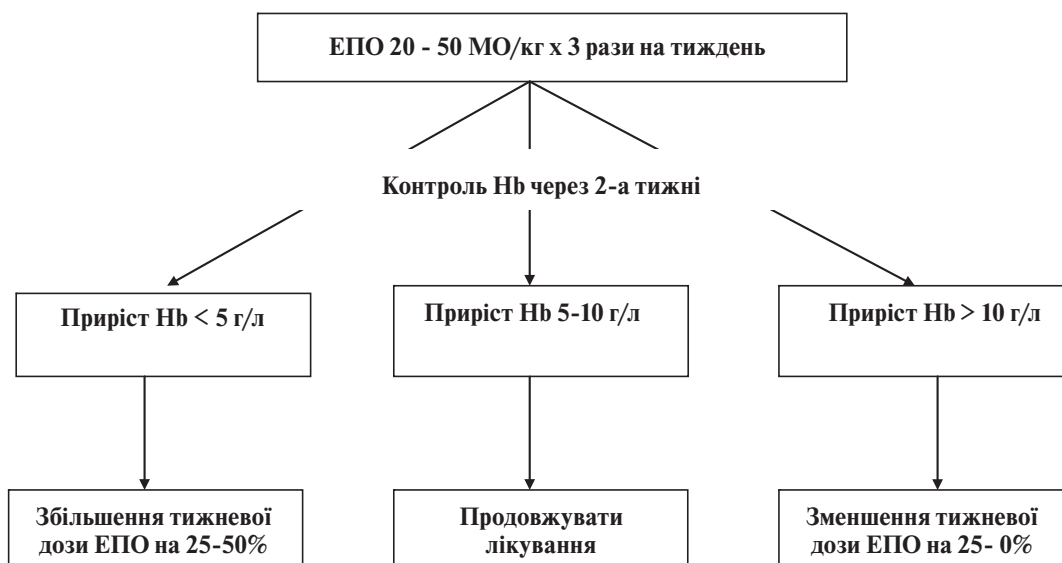 ЕПО 20 - 50 МО/кг x 3 рази на тиждень
Контроль Hb через 2-а тижні
Приріст Hb < 5 г/л
Приріст Hb 5-10 г/л
Приріст Hb > 10 г/л
Збільшення тижневої
дози ЕПО на 25-50%
Продовжувати
лікування
Зменшення тижневої
дози ЕПО на 25- 0%